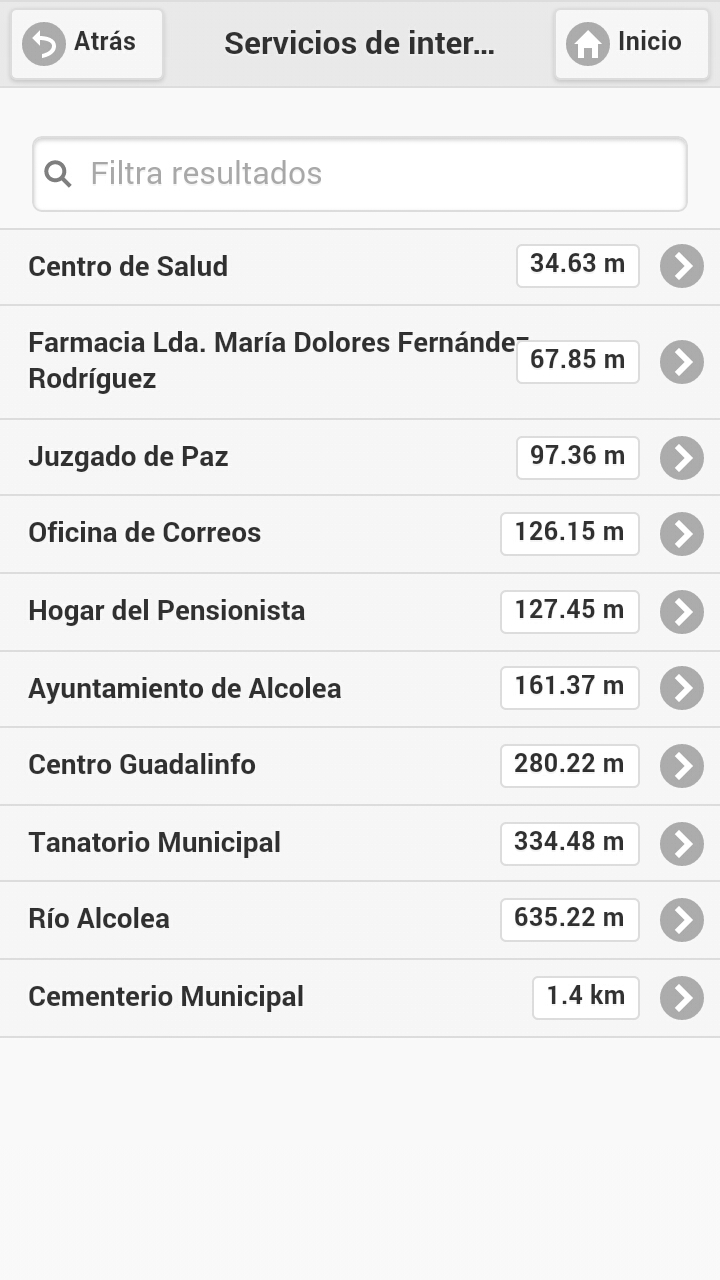 Atrás
Servicios de inter...
Inicio
Filtra resultados
Centro de Salud
34.63 m
Farmacia Lda. María Dolores Fernández
Rodríguez
67.85 m
Juzgado de Paz
97.36 m
Oficina de Correos
126.15 m
Hogar del Pensionista
127.45 m
Ayuntamiento de Alcolea
161.37 m
Centro Guadalinfo
280.22 m
Tanatorio Municipal
334.48 m
Río Alcolea
635.22 m
Cementerio Municipal
1.4 km